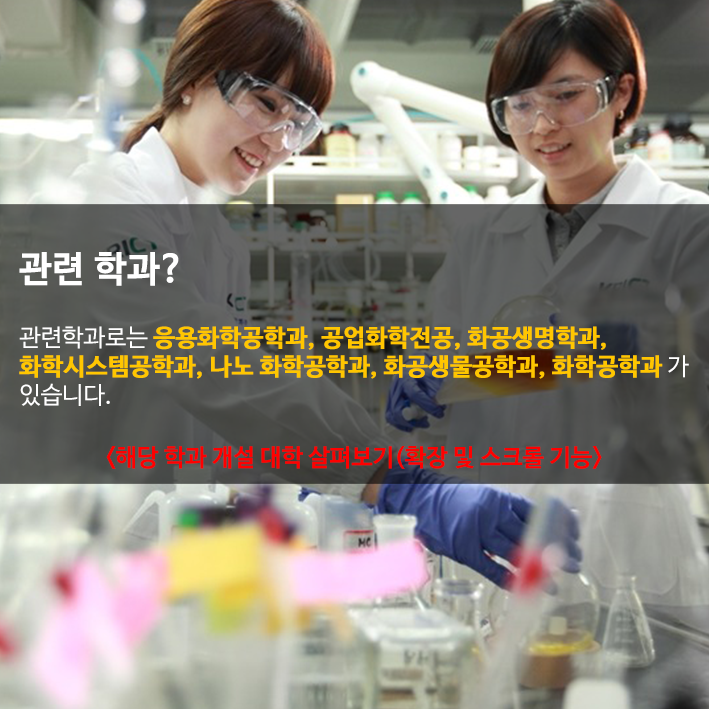 관련 학과?
관련학과로는 응용화학공학과, 공업화학전공, 화공생명학과,
화학시스템공학과, 나노 화학공학과, 화공생물공학과, 화학공학과 가
있습니다.
<해당 학과 개설 대학 살펴보기(확장 및 스크롤 기능>